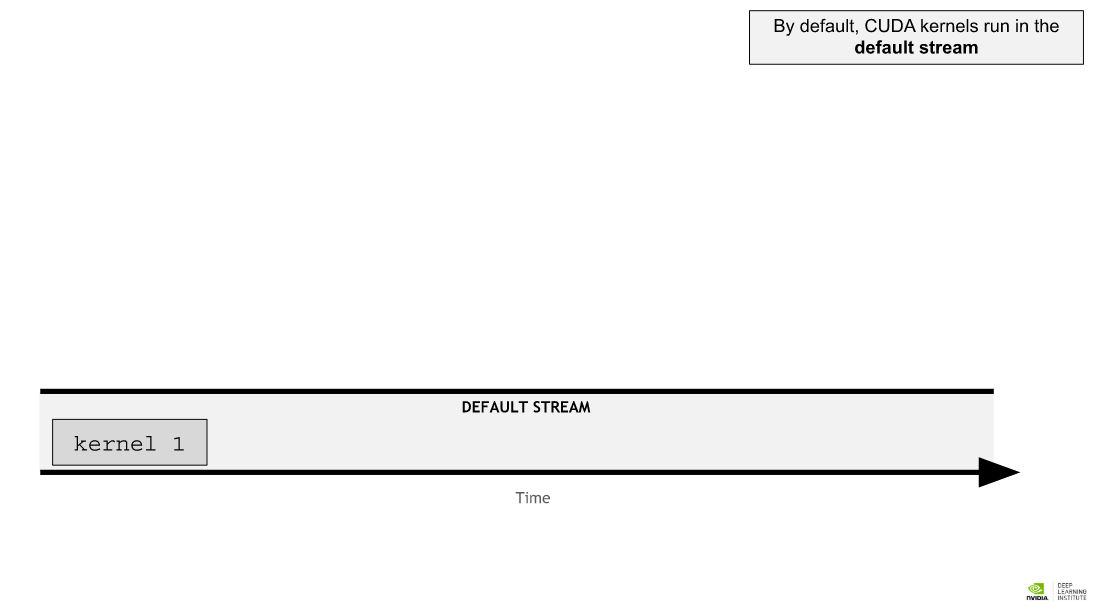 By default, CUDA kernels run in the
default stream
DEFAULT STREAM
kernel 1
Time
NVIDIA
DEEP
LEARNING
INSTITUTE